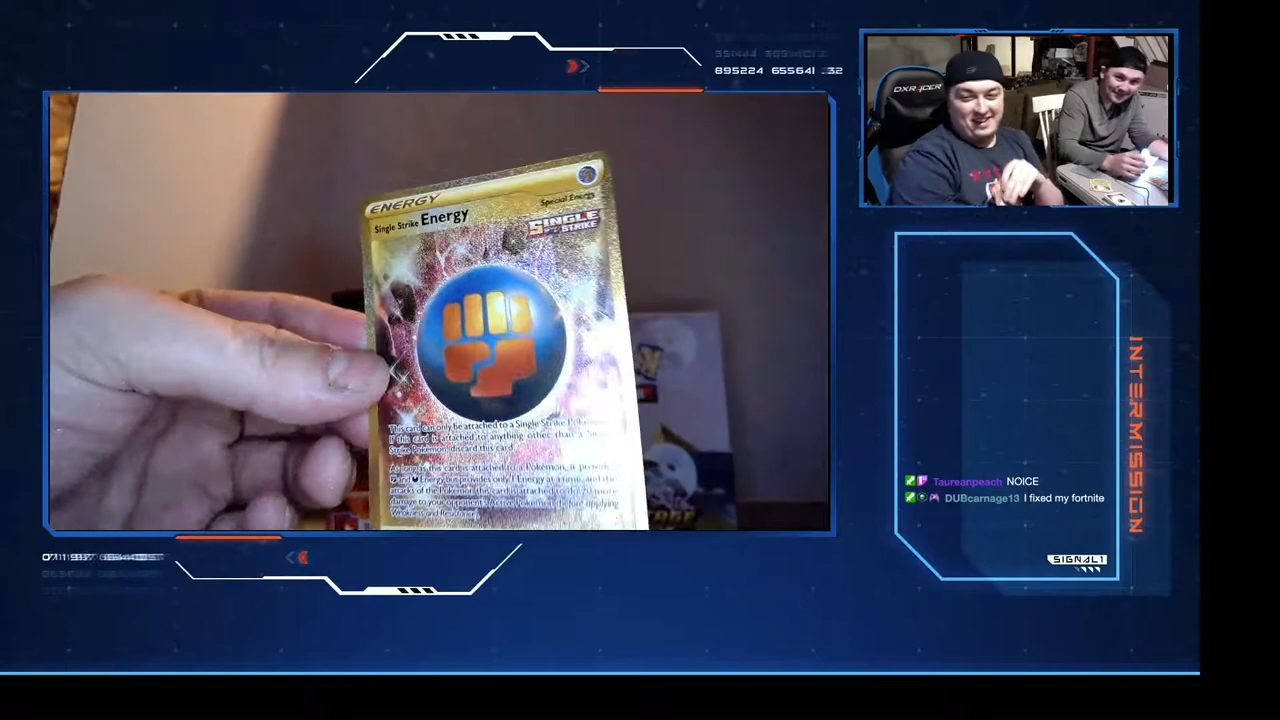 895224 655641 .32
DXRACER
ENERGY
Special Energy
Single Strike Energy
SINGLE STRIKE
This card can only be attached to a Single Strike
If this card is attached to anything other than a
Strike Pokémon, discard this card.
As long as this card is attached to a Pokémon, it
and Energy but provides only 1 Energy at a time, and the
attacks of the Pokémon this card is attached to do 20 more
damage to your opponent's Active Pokémon (before applying
Weakness and Resistance).
INTERMISSION
Taureanpeach NOICE
DUBcarnage13 I fixed my fortnite
SIGNAL1